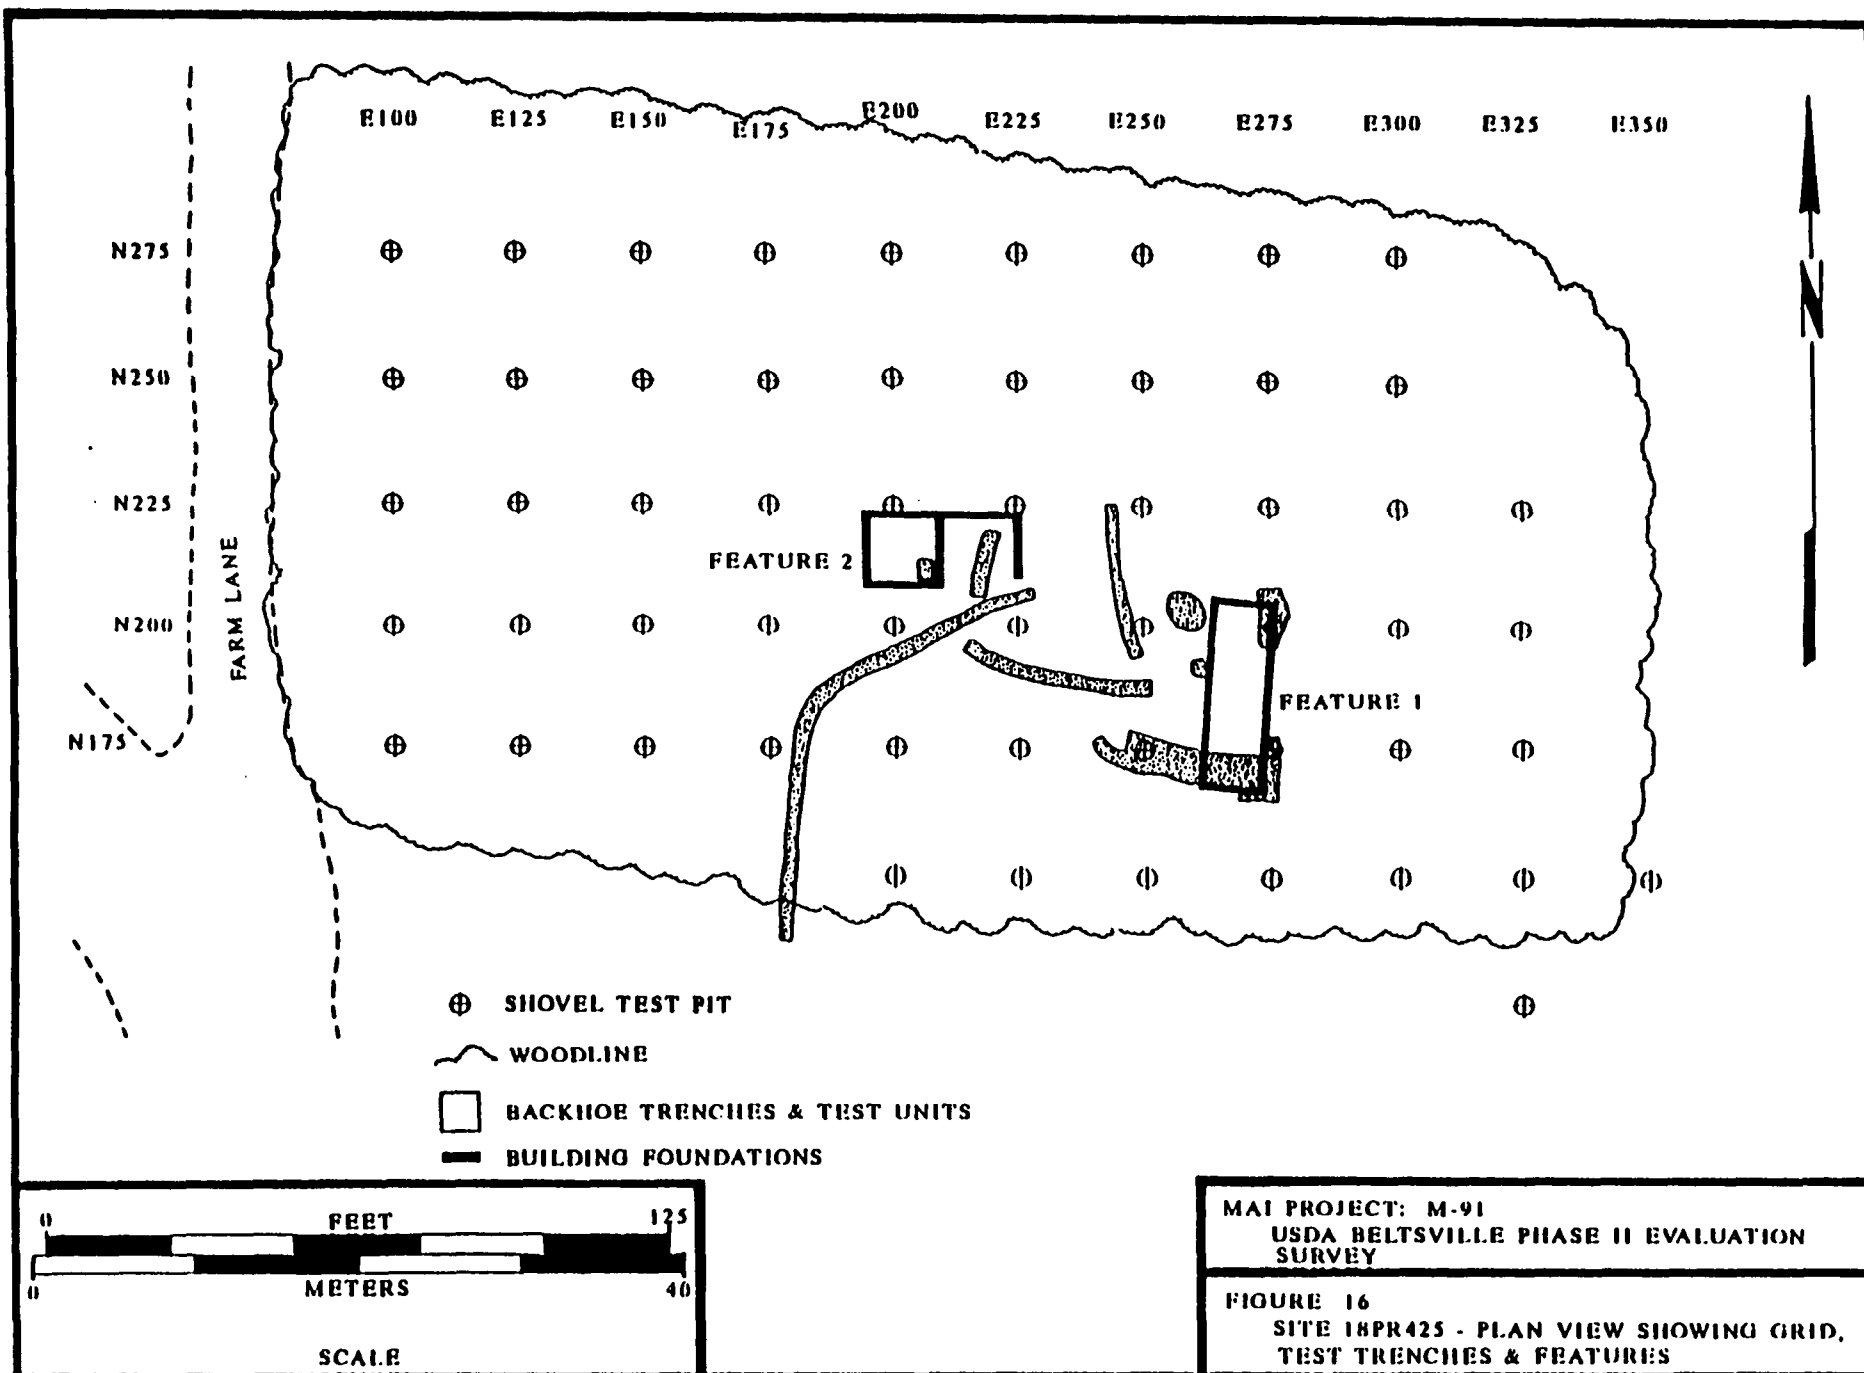 E100 E125 E150 E175 E200 E225 E250 E275 E300 E325 E350
N275
N250
N225
N200
N175
FARM LANE
FEATURE 2
FEATURE 1
N
SHOVEL TEST PIT
WOODLINE
BACKHOE TRENCHES & TEST UNITS
BUILDING FOUNDATIONS
0 FEET 125
0 METERS 40
SCALE
MAI PROJECT: M-91
USDA BELTSVILLE PHASE II EVALUATION
SURVEY
FIGURE 16
SITE 18PR425 - PLAN VIEW SHOWING GRID,
TEST TRENCHES & FEATURES